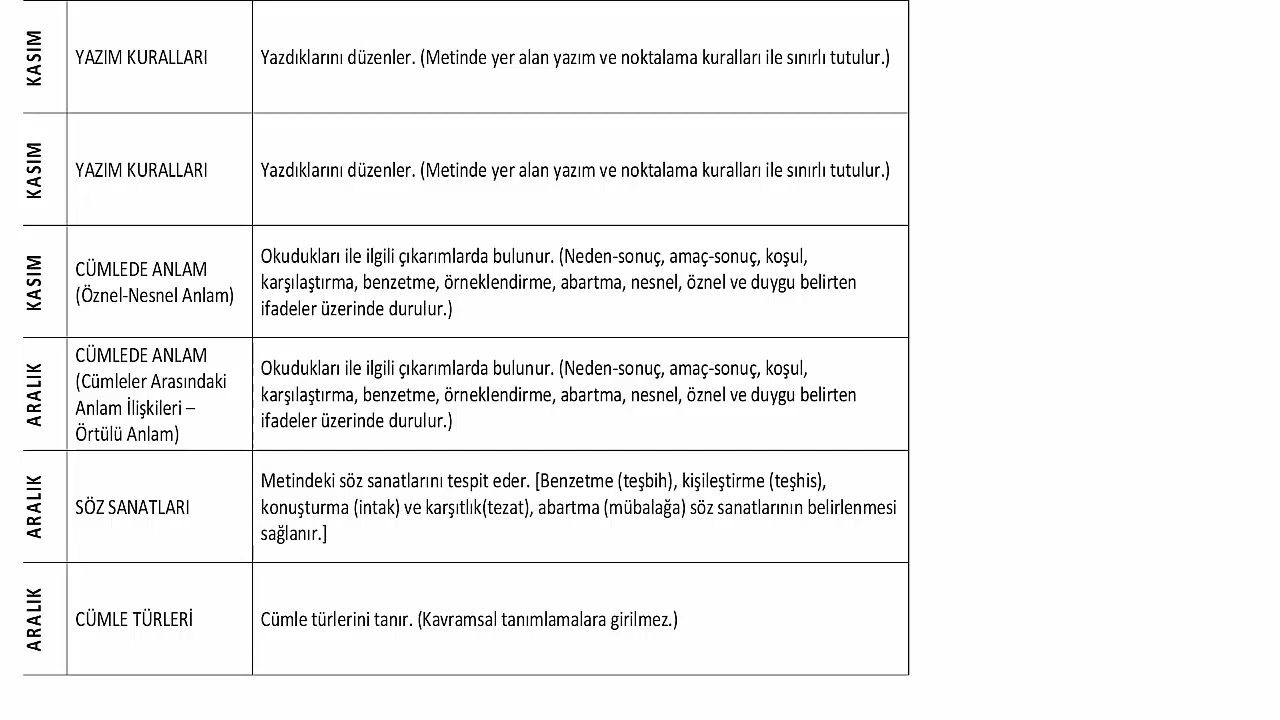 KASIM
YAZIM KURALLARI
Yazdıklarını düzenler. (Metinde yer alan yazım ve noktalama kuralları ile sınırlı tutulur.)
KASIM
YAZIM KURALLARI
Yazdıklarını düzenler. (Metinde yer alan yazım ve noktalama kuralları ile sınırlı tutulur.)
KASIM
CÜMLEDE ANLAM
(Öznel-Nesnel Anlam)
Okudukları ile ilgili çıkarımlarda bulunur. (Neden-sonuç, amaç-sonuç, koşul,
karşılaştırma, benzetme, örneklendirme, abartma, nesnel, öznel ve duygu belirten
ifadeler üzerinde durulur.)
ARALIK
CÜMLEDE ANLAM
(Cümleler Arasındaki
Anlam İlişkileri –
Örtülü Anlam)
Okudukları ile ilgili çıkarımlarda bulunur. (Neden-sonuç, amaç-sonuç, koşul,
karşılaştırma, benzetme, örneklendirme, abartma, nesnel, öznel ve duygu belirten
ifadeler üzerinde durulur.)
ARALIK
SÖZ SANATLARI
Metindeki söz sanatlarını tespit eder. [Benzetme (teşbih), kişileştirme (teşhis),
konuşturma (intak) ve karşıtlık(tezat), abartma (mübalağa) söz sanatlarının belirlenmesi
sağlanır.]
ARALIK
CÜMLE TÜRLERİ
Cümle türlerini tanır. (Kavramsal tanımlamalara girilmez.)